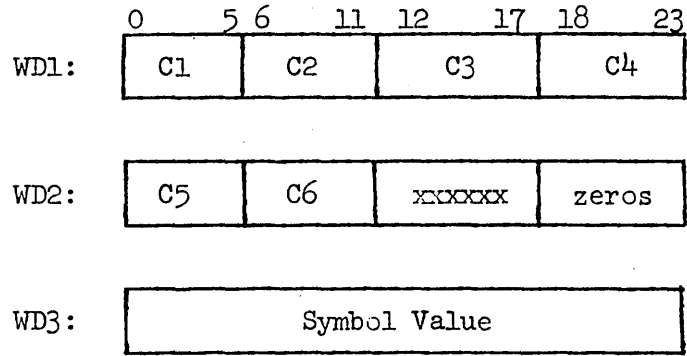 0 5 6 11 12 17 18 23
WD1: C1 C2 C3 C4
WD2: C5 C6 xxxxxx zeros
WD3: Symbol Value